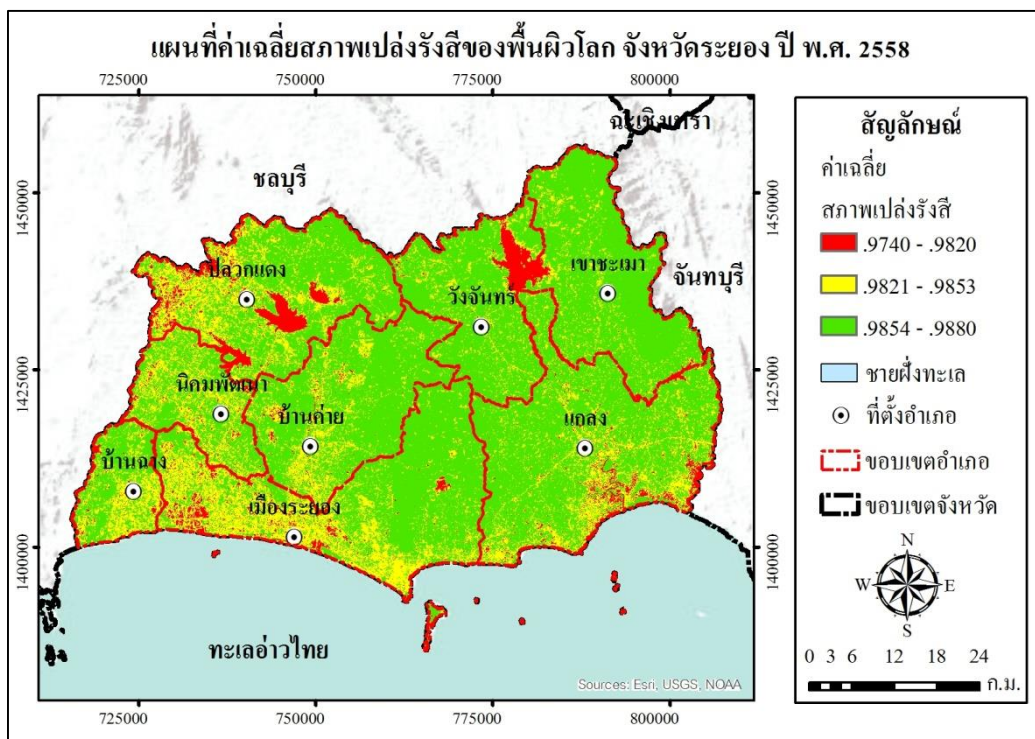 แผนที่ค่าเฉลี่ยสภาพเปล่งรังสีของพื้นผิวโลก จังหวัดระยอง ปี พ.ศ. 2558
725000 750000 775000 800000
ฉะเชิงเทรา
ชลบุรี
1450000 1450000
ปลวกแดง
เขาชะเมา
จันทบุรี
วังจันทร์
1425000 1425000
นิคมพัฒนา
บ้านค่าย
แกลง
บ้านฉาง
เมืองระยอง
1400000 1400000
ทะเลอ่าวไทย
Sources: Esri, USGS, NOAA
725000 750000 775000 800000
สัญลักษณ์
ค่าเฉลี่ย
สภาพเปล่งรังสี
.9740 - .9820
.9821 - .9853
.9854 - .9880
ชายฝั่งทะเล
ที่ตั้งอำเภอ
ขอบเขตอำเภอ
ขอบเขตจังหวัด
N
W E
S
0 3 6 12 18 24
ก.ม.